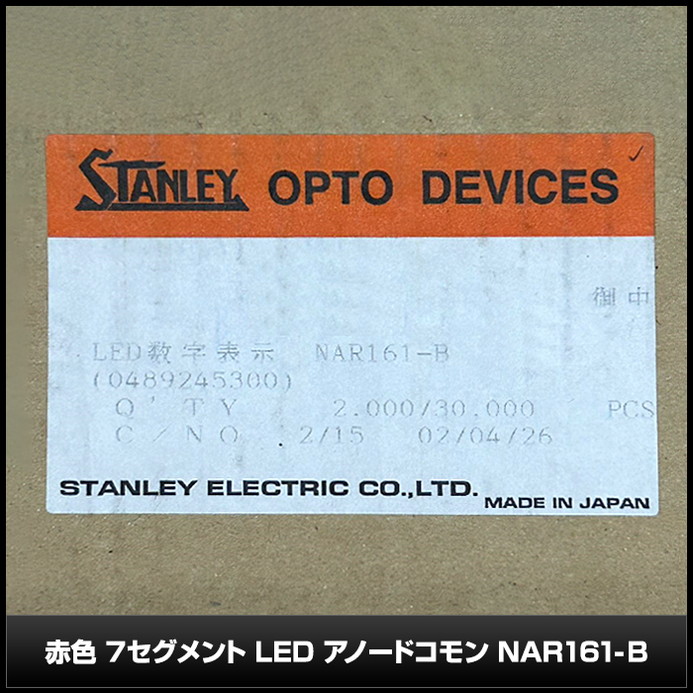 STANLEY OPTO DEVICES
御中
LED数字表示 NAR161-B
(0489245300)
Q'TY 2.000/30.000 PCS
C/NO 2/15 02/04/26
STANLEY ELECTRIC CO.,LTD.
MADE IN JAPAN
赤色 7セグメント LED アノードコモン NAR161-B